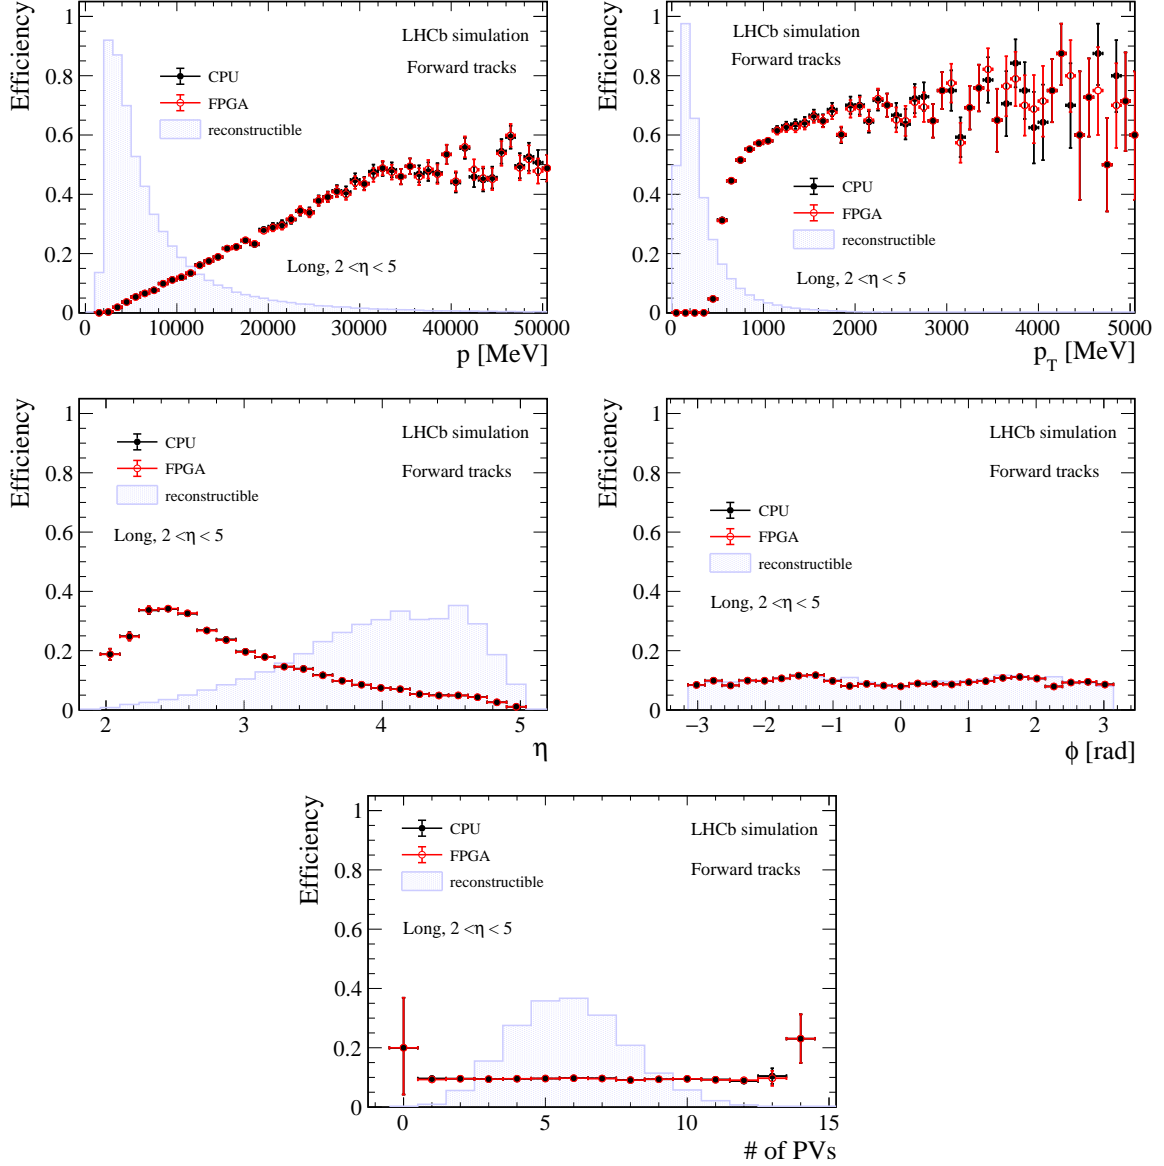 Efficiency
1
0.8
0.6
0.4
0.2
0
LHCb simulation
Forward tracks
CPU
FPGA
reconstructible
Long, 2 <η < 5
0 10000 20000 30000 40000 50000
p [MeV]
Efficiency
1
0.8
0.6
0.4
0.2
0
LHCb simulation
Forward tracks
CPU
FPGA
reconstructible
Long, 2 <η < 5
0 1000 2000 3000 4000 5000
p_T [MeV]
Efficiency
1
0.8
0.6
0.4
0.2
0
LHCb simulation
Forward tracks
CPU
FPGA
reconstructible
Long, 2 <η < 5
2 3 4 5
η
Efficiency
1
0.8
0.6
0.4
0.2
0
LHCb simulation
Forward tracks
CPU
FPGA
reconstructible
Long, 2 <η < 5
−3 −2 −1 0 1 2 3
ϕ [rad]
Efficiency
1
0.8
0.6
0.4
0.2
0
LHCb simulation
Forward tracks
CPU
FPGA
reconstructible
Long, 2 <η < 5
0 5 10 15
# of PVs